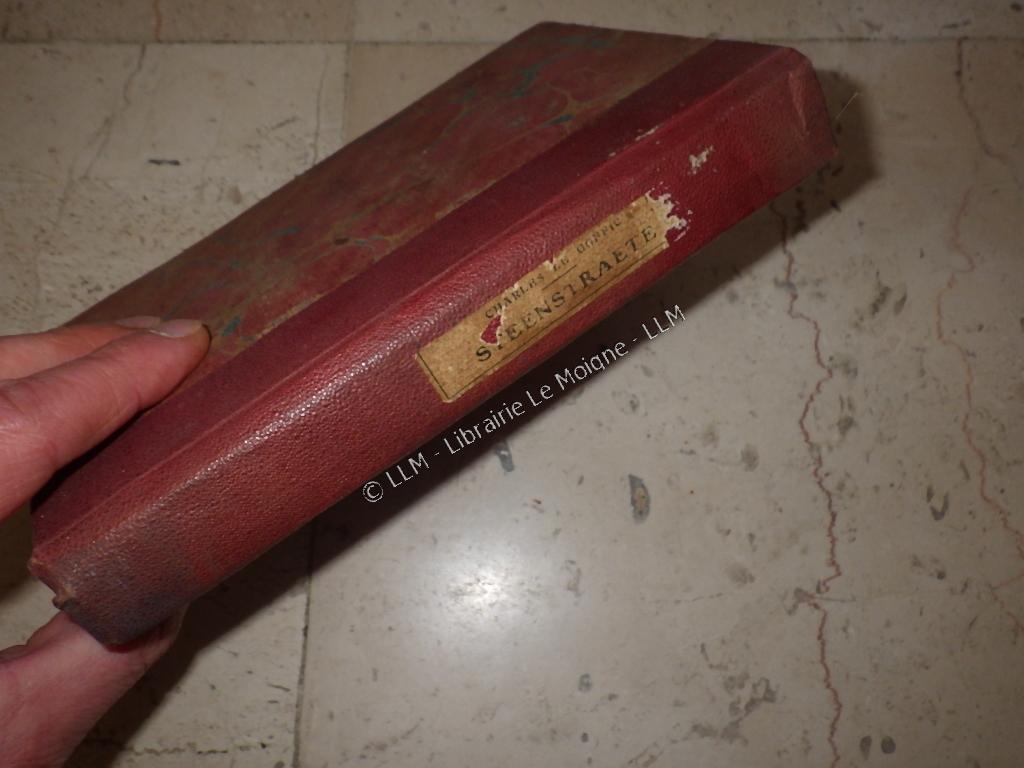 CHARLES LE GOFFIC
STEENSTRAETE
© LLM - Librairie Le Moigne - LLM